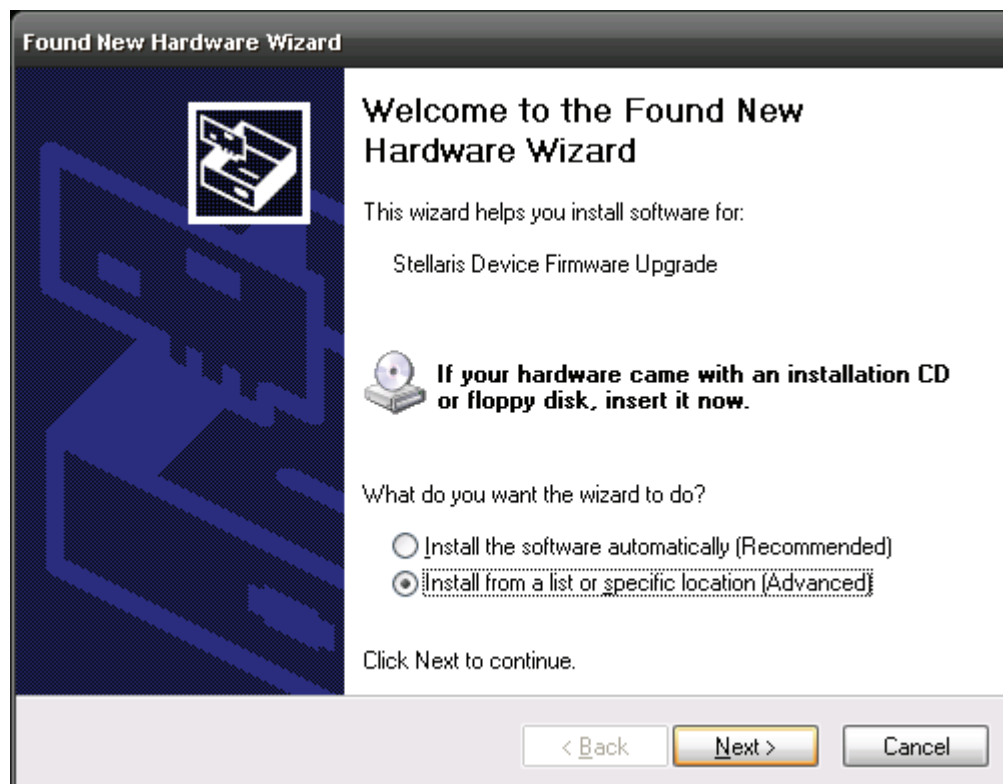 Found New Hardware Wizard
Welcome to the Found New
Hardware Wizard
This wizard helps you install software for:
Stellaris Device Firmware Upgrade
If your hardware came with an installation CD
or floppy disk, insert it now.
What do you want the wizard to do?
Install the software automatically (Recommended)
Install from a list or specific location (Advanced)
Click Next to continue.
< Back Next > Cancel